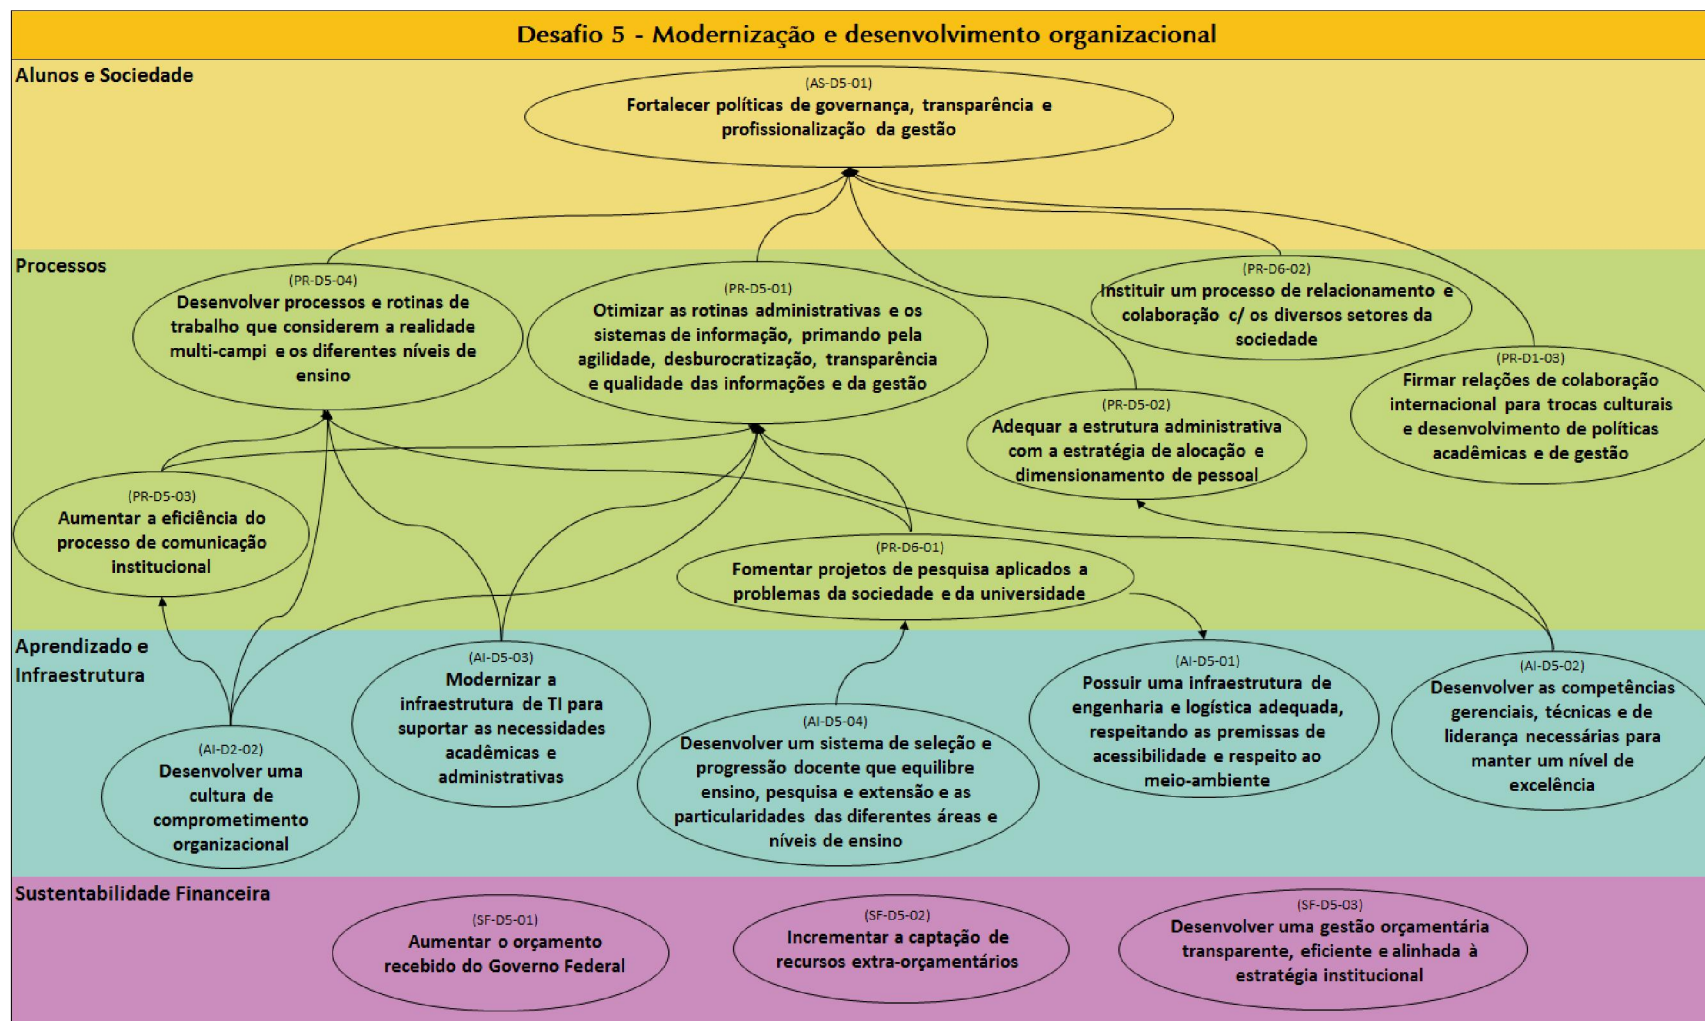 Desafio 5 - Modernização e desenvolvimento organizacional
Alunos e Sociedade
(AS-D5-01)
Fortalecer políticas de governança, transparência e
profissionalização da gestão
Processos
(PR-D5-04)
Desenvolver processos e rotinas de
trabalho que considerem a realidade
multi-campi e os diferentes níveis de
ensino
(PR-D5-01)
Otimizar as rotinas administrativas e os
sistemas de informação, primando pela
agilidade, desburocratização, transparência
e qualidade das informações e da gestão
(PR-D6-02)
Instituir um processo de relacionamento e
colaboração c/ os diversos setores da
sociedade
(PR-D1-03)
Firmar relações de colaboração
internacional para trocas culturais
e desenvolvimento de políticas
acadêmicas e de gestão
(PR-D5-02)
Adequar a estrutura administrativa
com a estratégia de alocação e
dimensionamento de pessoal
(PR-D5-03)
Aumentar a eficiência do
processo de comunicação
institucional
(PR-D6-01)
Fomentar projetos de pesquisa aplicados a
problemas da sociedade e da universidade
Aprendizado e
Infraestrutura
(AI-D2-02)
Desenvolver uma
cultura de
comprometimento
organizacional
(AI-D5-03)
Modernizar a
infraestrutura de TI para
suportar as necessidades
acadêmicas e
administrativas
(AI-D5-04)
Desenvolver um sistema de seleção e
progressão docente que equilibre
ensino, pesquisa e extensão e as
particularidades das diferentes áreas e
níveis de ensino
(AI-D5-01)
Possuir uma infraestrutura de
engenharia e logística adequada,
respeitando as premissas de
acessibilidade e respeito ao
meio-ambiente
(AI-D5-02)
Desenvolver as competências
gerenciais, técnicas e de
liderança necessárias para
manter um nível de
excelência
Sustentabilidade Financeira
(SF-D5-01)
Aumentar o orçamento
recebido do Governo Federal
(SF-D5-02)
Incrementar a captação de
recursos extra-orçamentários
(SF-D5-03)
Desenvolver uma gestão orçamentária
transparente, eficiente e alinhada à
estratégia institucional